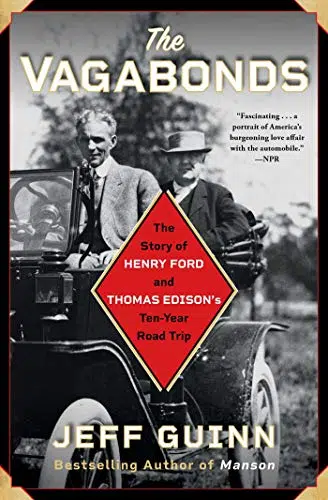 The
VAGABONDS
"Fascinating . . . a
portrait of America's
burgeoning love affair
with the automobile."
—NPR
The
Story of
HENRY FORD
and
THOMAS EDISON's
Ten-Year
Road Trip
JEFF GUINN
Bestselling Author of Manson